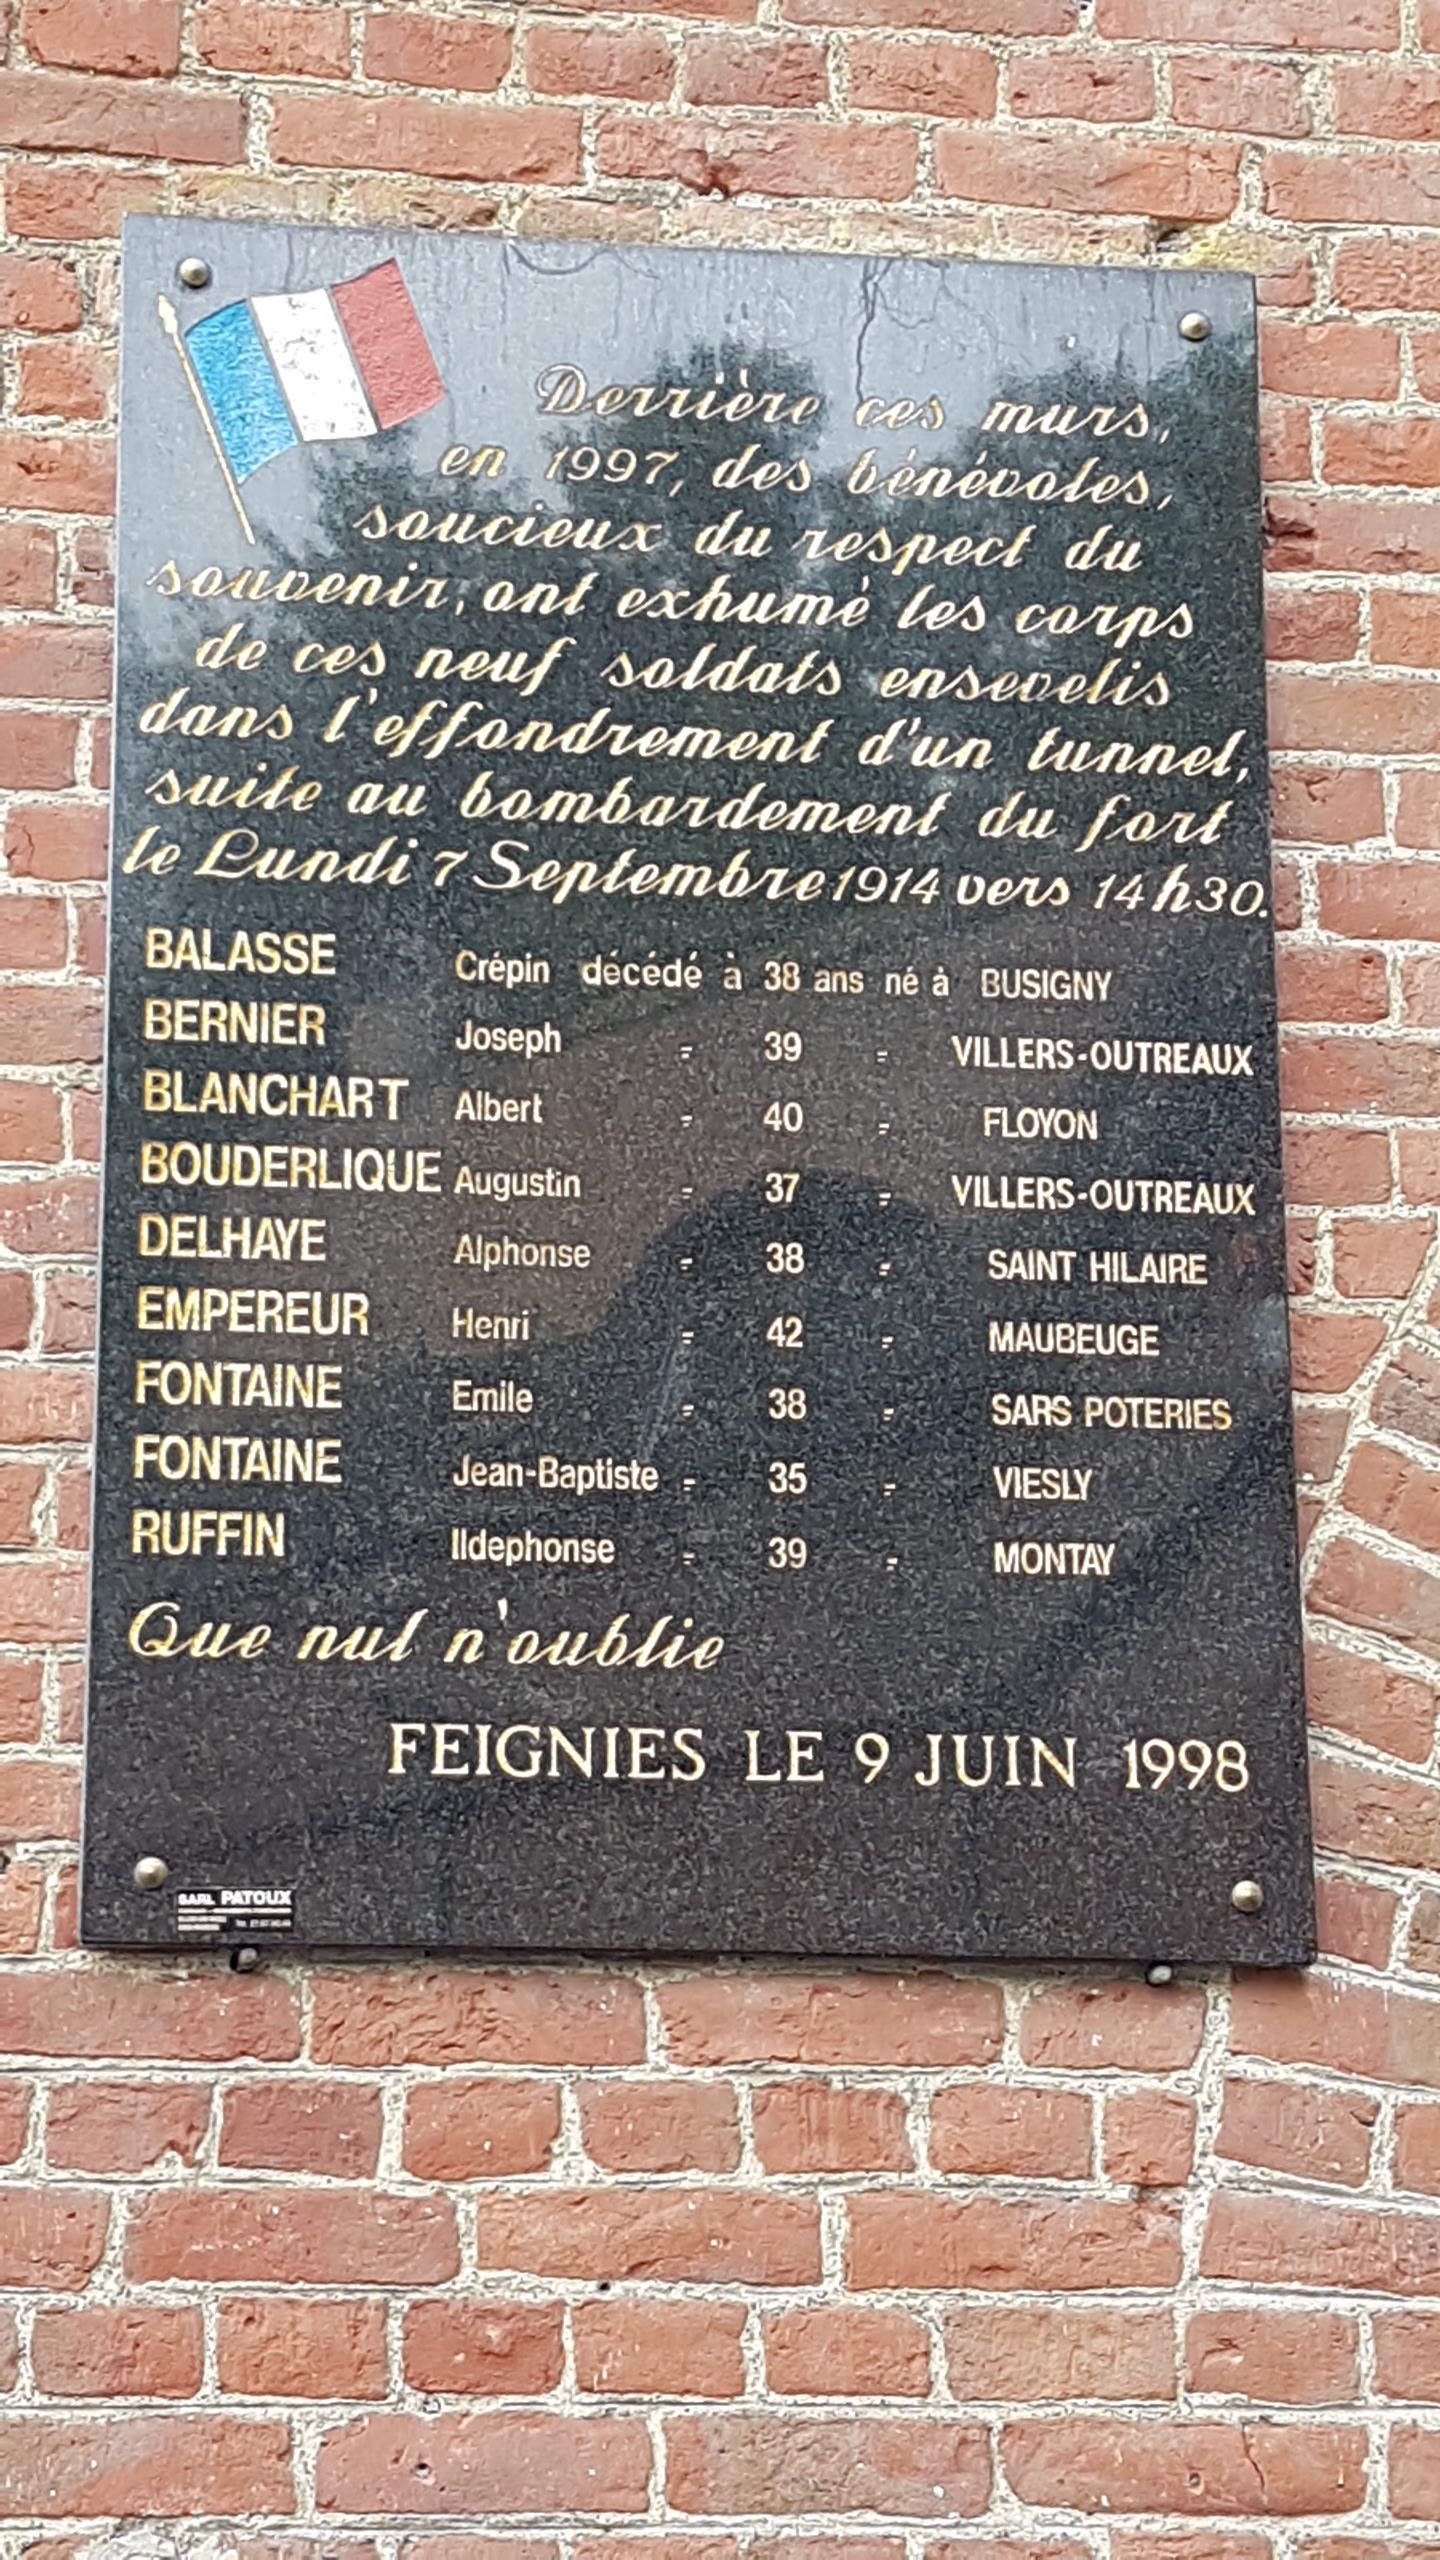 Derrière ces murs,
en 1997, des bénévoles,
soucieux du respect du
souvenir, ont exhumé les corps
de ces neuf soldats ensevelis
dans l'effondrement d'un tunnel,
suite au bombardement du fort
le Lundi 7 Septembre 1914 vers 14h30.
BALASSE Crépin décédé à 38 ans né à BUSIGNY
BERNIER Joseph - 39 - VILLERS-OUTREAUX
BLANCHART Albert - 40 - FLOYON
BOUDERLIQUE Augustin - 37 - VILLERS-OUTREAUX
DELHAYE Alphonse - 38 - SAINT HILAIRE
EMPEREUR Henri - 42 - MAUBEUGE
FONTAINE Emile - 38 - SARS POTERIES
FONTAINE Jean-Baptiste - 35 - VIESLY
RUFFIN Ildephonse - 39 - MONTAY
Que nul n'oublie
FEIGNIES LE 9 JUIN 1998
SARL PATOUX